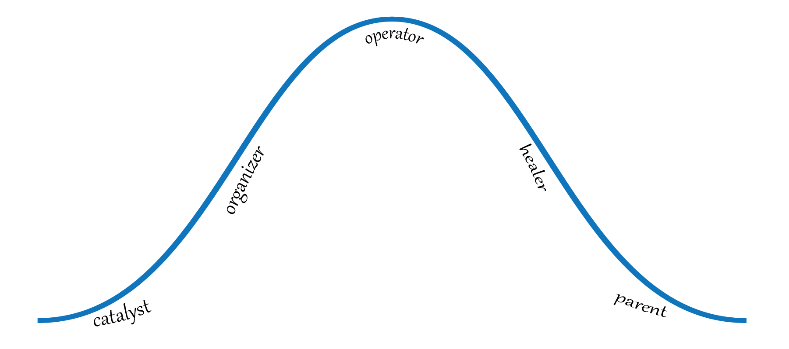 catalyst
organizer
operator
healer
parent